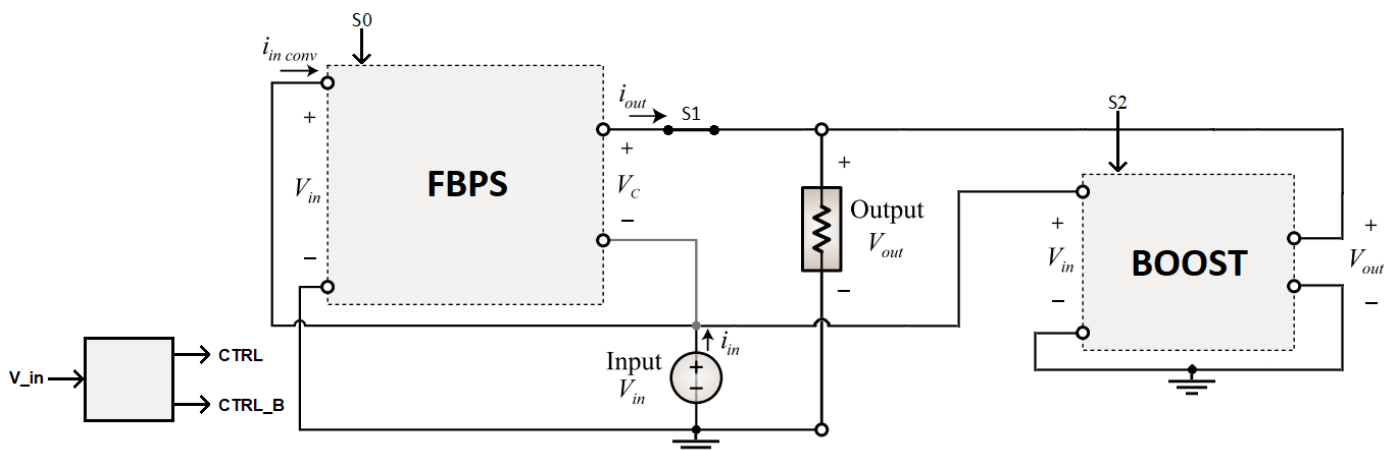 S0
i_in conv
FBPS
+
V_in
−
i_out
S1
+
V_C
−
+
Output
V_out
−
S2
BOOST
+
V_in
−
+
V_out
−
i_in
Input
V_in
+
−
V_in
CTRL
CTRL_B